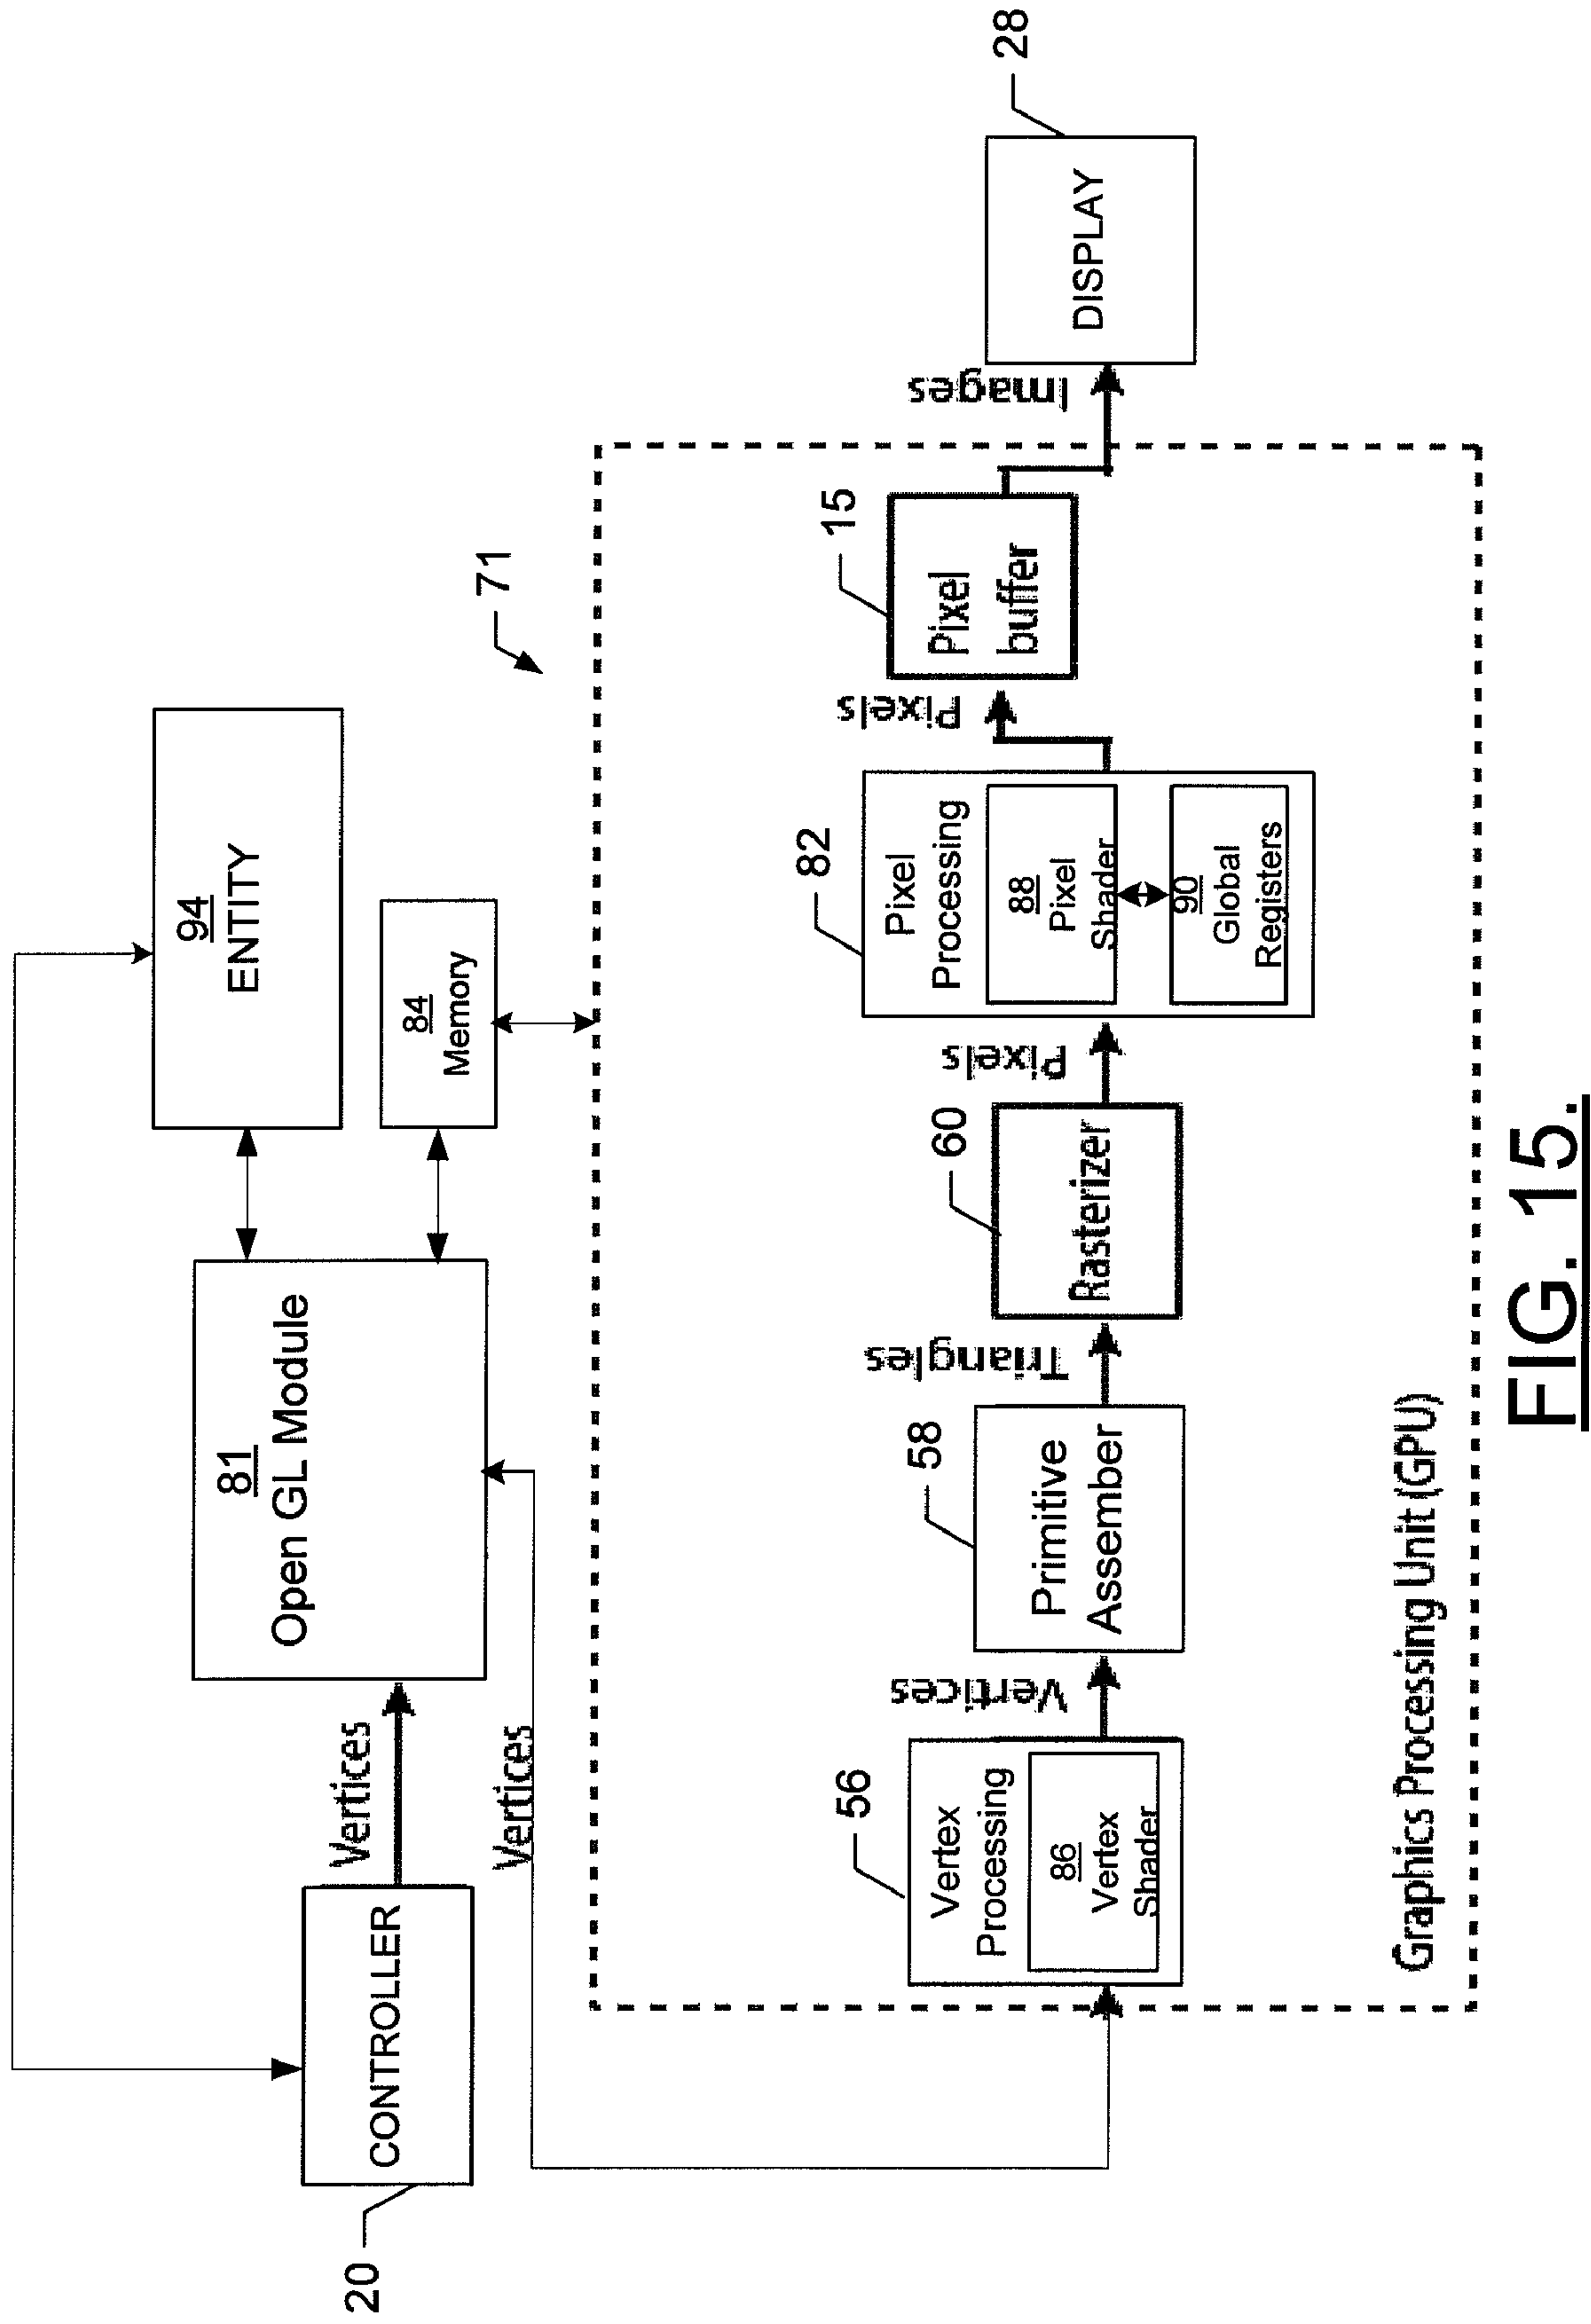 94
ENTITY
81
Open GL Module
84
Memory
Vertices
CONTROLLER
20
Vertices
71
56
Vertex
Processing
86
Vertex
Shader
Vertices
58
Primitive
Assember
Triangles
60
Rasterizer
Pixels
82
Pixel
Processing
88
Pixel
Shader
90
Global
Registers
Pixels
15
Pixel
buffer
Images
28
DISPLAY
Graphics Processing Unit (GPU)
FIG. 15.